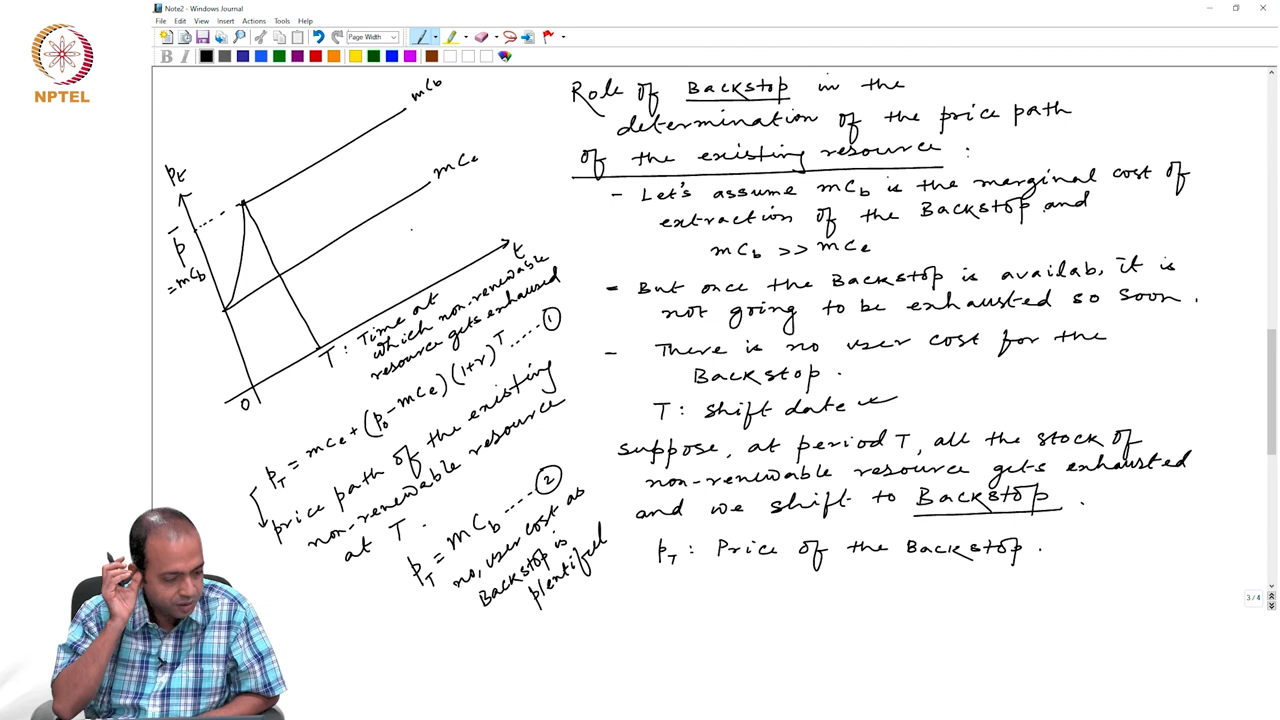 Note2 - Windows Journal
File Edit View Insert Actions Tools Help
Page Width
B I
NPTEL
mCb
mCe
Pt
p̄
=mCb
t
0
T : Time at
which non-renewable
resource gets exhaused
pT = mCe + (p0 - mCe)(1+r)^T ..... ①
price path of the existing
non-renewable resource
at T.
pT = mCb ..... ②
no, user cost as
Backstop is
plentifuel
Role of Backstop in the
determination of the price path
of the existing resource :
- Let's assume mCb is the marginal cost of
extraction of the Backstop and
mCb >> mCe
- But once the Backstop is availab, it is
not going to be exhausted so soon.
- There is no user cost for the
Backstop.
T : shift date
suppose, at period T, all the stock of
non-renewable resource gets exhausted
and we shift to Backstop.
pT : Price of the Backstop.
3/4